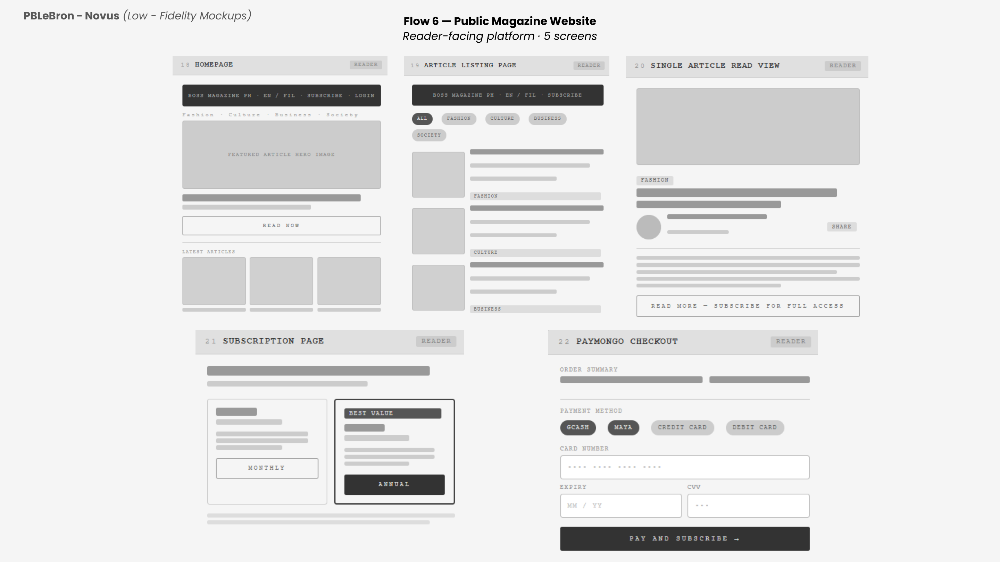 PBLeBron - Novus (Low - Fidelity Mockups)
Flow 6 — Public Magazine Website
Reader-facing platform · 5 screens
18 HOMEPAGE READER
BOSS MAGAZINE PH · EN / FIL · SUBSCRIBE · LOGIN
Fashion · Culture · Business · Society
FEATURED ARTICLE HERO IMAGE
READ NOW
LATEST ARTICLES
19 ARTICLE LISTING PAGE READER
BOSS MAGAZINE PH · EN / FIL · SUBSCRIBE
ALL FASHION CULTURE BUSINESS
SOCIETY
FASHION
CULTURE
BUSINESS
20 SINGLE ARTICLE READ VIEW READER
FASHION
SHARE
READ MORE — SUBSCRIBE FOR FULL ACCESS
21 SUBSCRIPTION PAGE READER
MONTHLY
BEST VALUE
ANNUAL
22 PAYMONGO CHECKOUT READER
ORDER SUMMARY
PAYMENT METHOD
GCASH MAYA CREDIT CARD DEBIT CARD
CARD NUMBER
---- ---- ---- ----
EXPIRY CVV
MM / YY ---
PAY AND SUBSCRIBE →